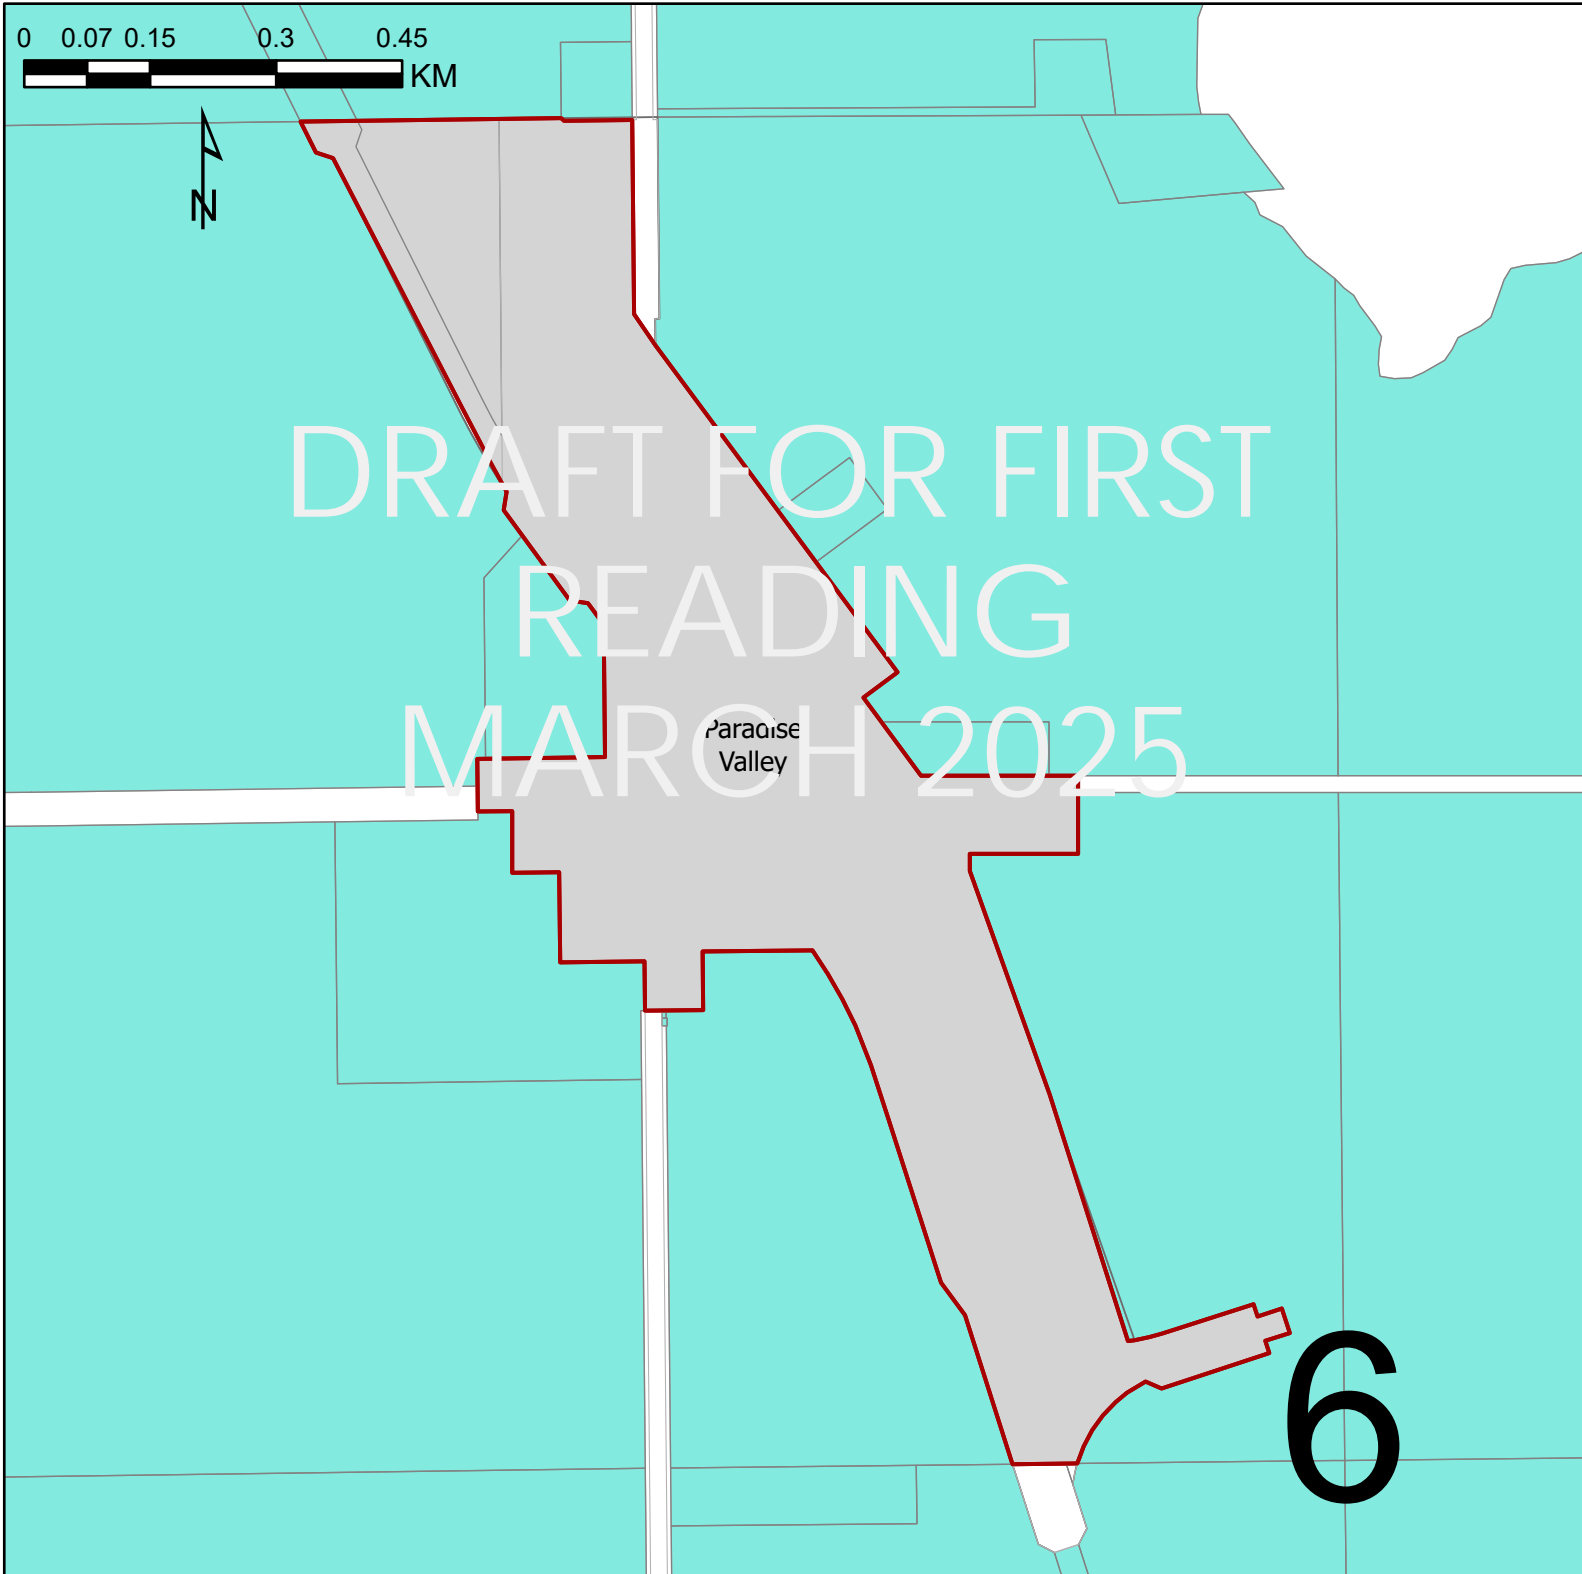 0 0.07 0.15 0.3 0.45
KM
N
DRAFT FOR FIRST
READING
MARCH 2025
Paradise
Valley
6